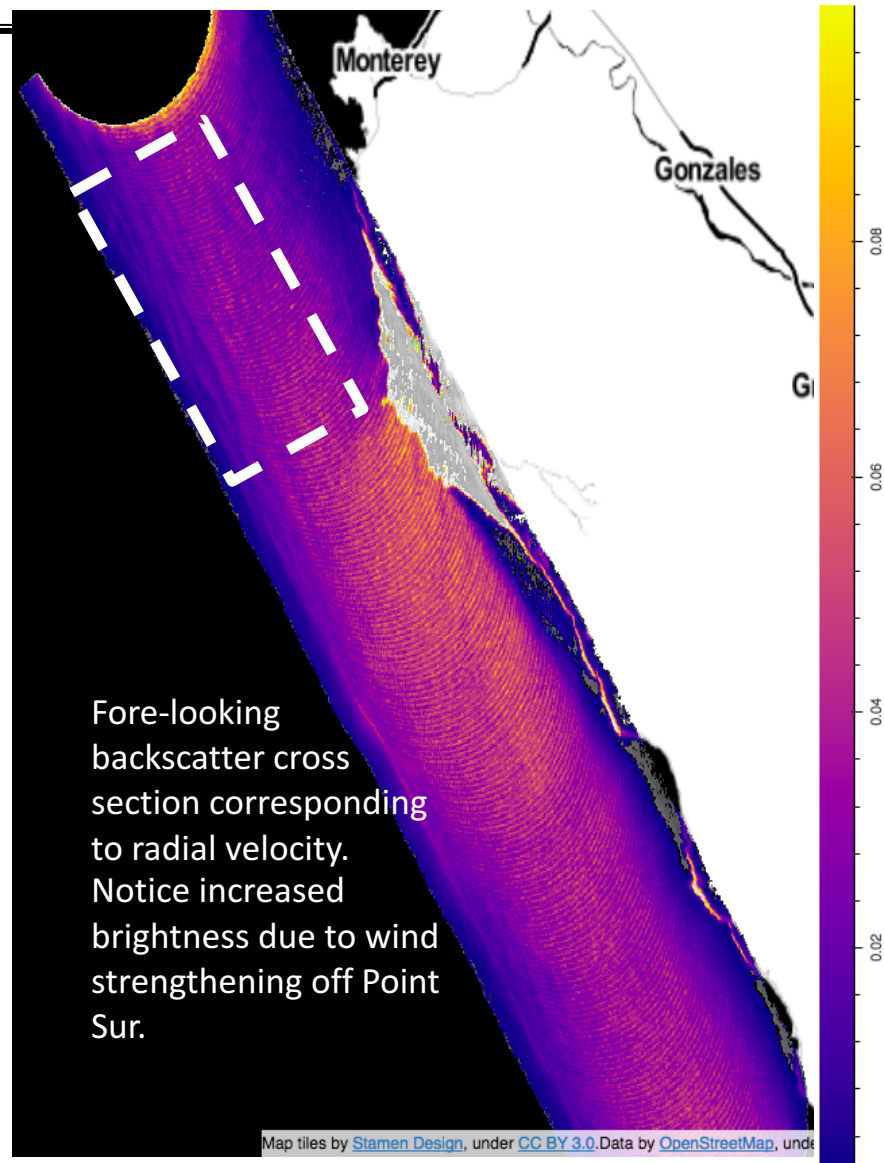 Monterey
Gonzales
G
0.08
0.06
0.04
0.02
Fore-looking
backscatter cross
section corresponding
to radial velocity.
Notice increased
brightness due to wind
strengthening off Point
Sur.
Map tiles by Stamen Design, under CC BY 3.0.Data by OpenStreetMap, unde